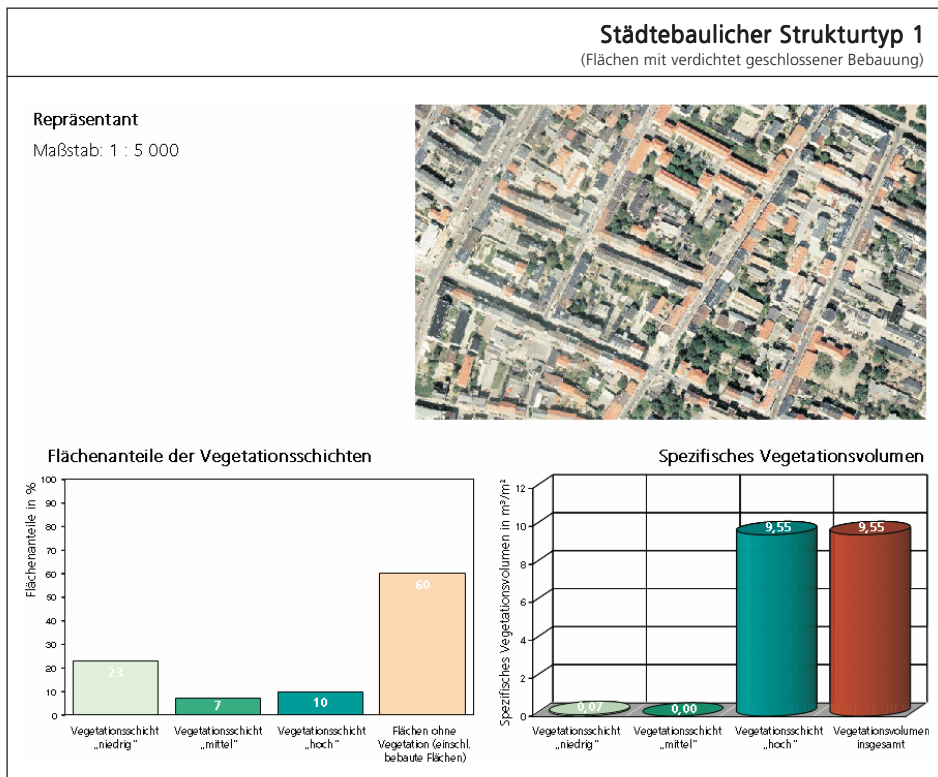 Städtebaulicher Strukturtyp 1
(Flächen mit verdichtet geschlossener Bebauung)
Repräsentant
Maßstab: 1 : 5 000
Flächenanteile der Vegetationsschichten
Flächenanteile in %
100
90
80
70
60
50
40
30
20
10
0
23
7
10
60
Vegetationsschicht
„niedrig“
Vegetationsschicht
„mittel“
Vegetationsschicht
„hoch“
Flächen ohne
Vegetation (einschl.
bebaute Flächen)
Spezifisches Vegetationsvolumen
Spezifisches Vegetationsvolumen in m³/m²
12
10
8
6
4
2
0
0,07
0,00
9,55
9,55
Vegetationsschicht
„niedrig“
Vegetationsschicht
„mittel“
Vegetationsschicht
„hoch“
Vegetationsvolumen
insgesamt